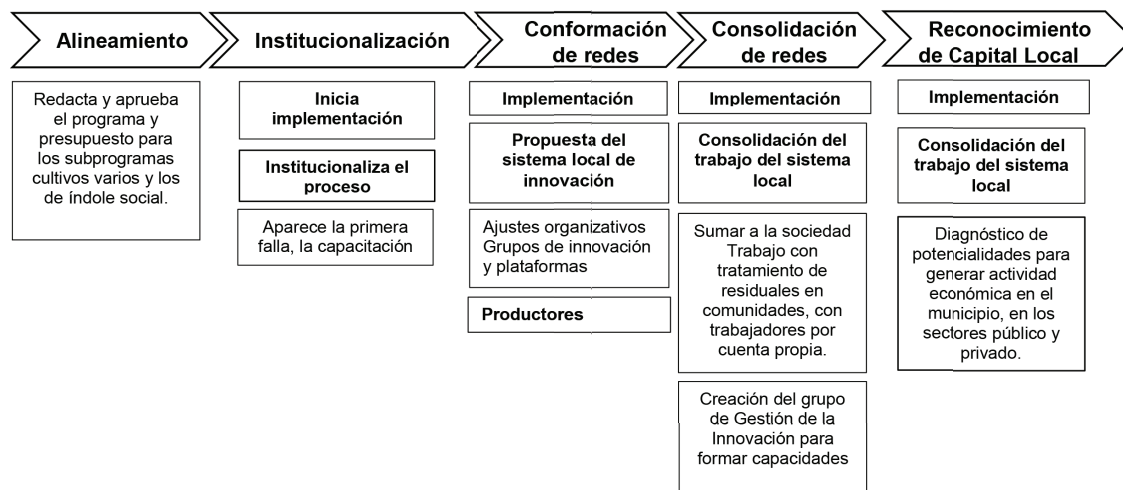 Alineamiento
Institucionalización
Conformación
de redes
Consolidación
de redes
Reconocimiento
de Capital Local
Redacta y aprueba
el programa y
presupuesto para
los subprogramas
cultivos varios y los
de índole social.
Inicia
implementación
Institucionaliza el
proceso
Aparece la primera
falla, la capacitación
Implementación
Propuesta del
sistema local de
innovación
Ajustes organizativos
Grupos de innovación
y plataformas
Productores
Implementación
Consolidación del
trabajo del sistema
local
Sumar a la sociedad
Trabajo con
tratamiento de
residuales en
comunidades, con
trabajadores por
cuenta propia.
Creación del grupo
de Gestión de la
Innovación para
formar capacidades
Implementación
Consolidación del
trabajo del sistema
local
Diagnóstico de
potencialidades para
generar actividad
económica en el
municipio, en los
sectores público y
privado.